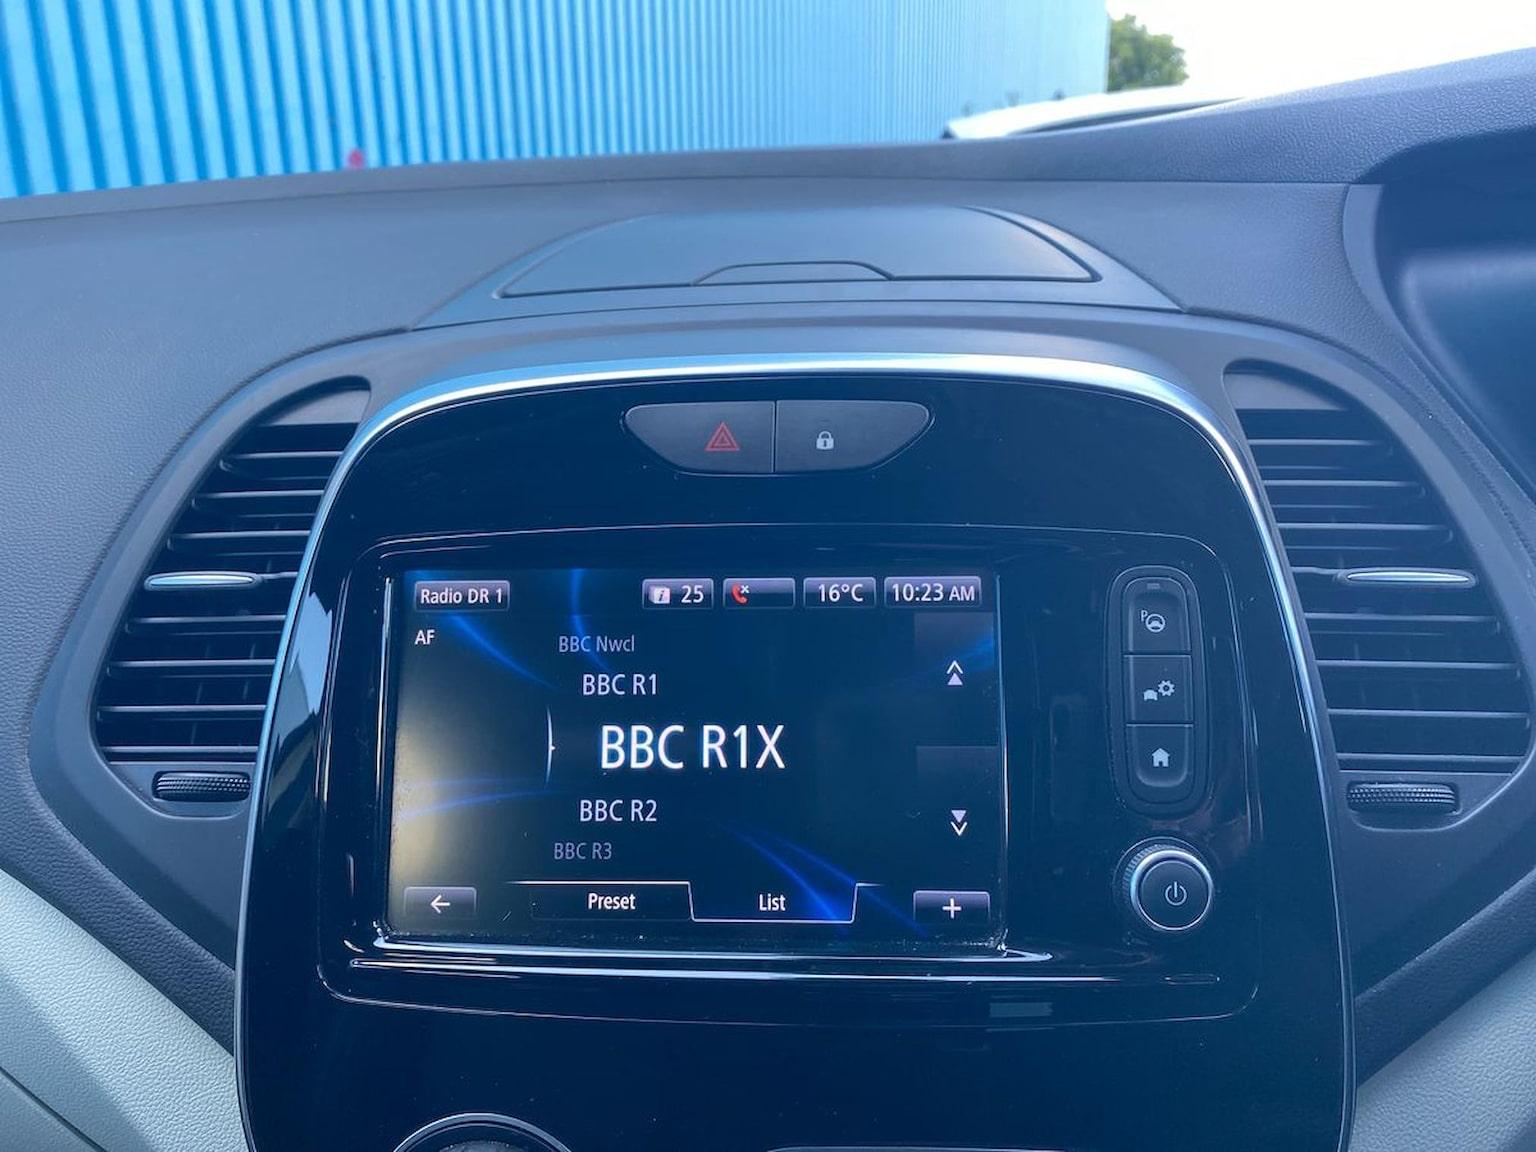 Radio DR 1 25 16°C 10:23 AM
AF
BBC Nwcl
BBC R1
BBC R1X
BBC R2
BBC R3
Preset List
P